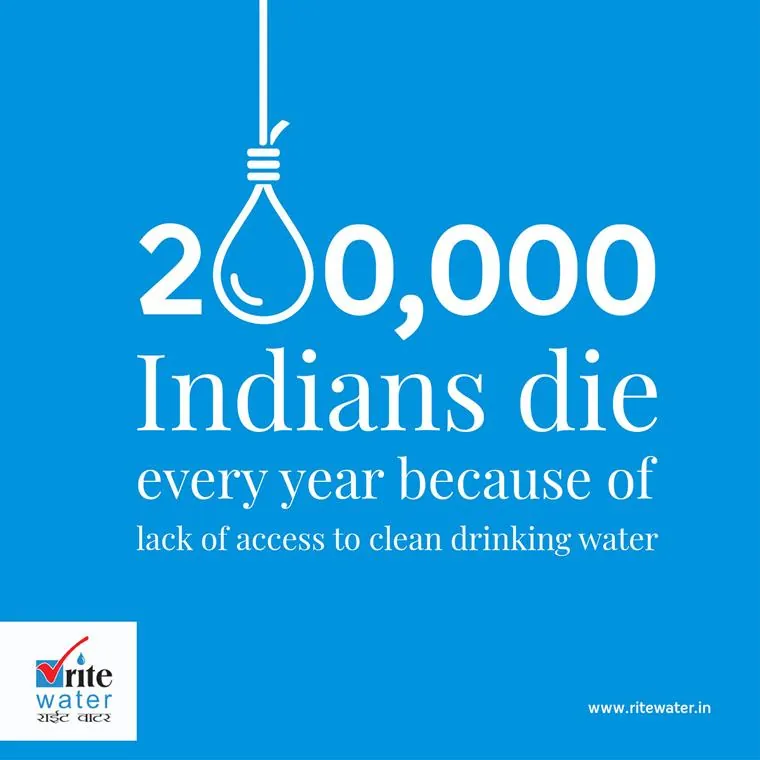 200,000
Indians die
every year because of
lack of access to clean drinking water
rite
water
राईट वाटर
www.ritewater.in